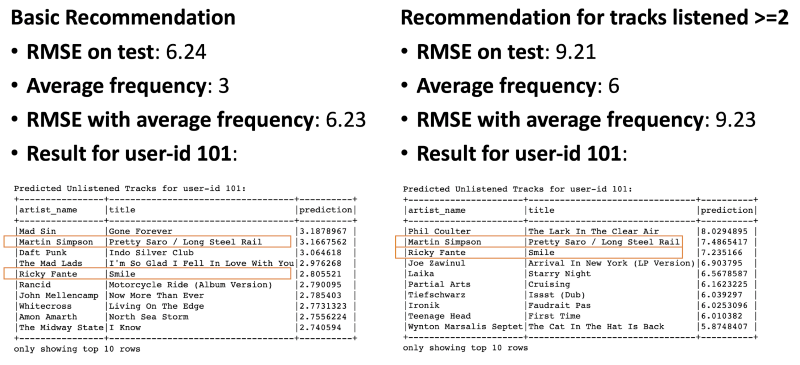 Basic Recommendation
• RMSE on test: 6.24
• Average frequency: 3
• RMSE with average frequency: 6.23
• Result for user-id 101:
Predicted Unlistened Tracks for user-id 101:
+------------------+------------------------------------+----------+
|artist_name |title |prediction|
+------------------+------------------------------------+----------+
|Mad Sin |Gone Forever |3.1878967 |
|Martin Simpson |Pretty Saro / Long Steel Rail |3.1667562 |
|Daft Punk |Indo Silver Club |3.064618 |
|The Mad Lads |I'm So Glad I Fell In Love With You|2.976268 |
|Ricky Fante |Smile |2.805521 |
|Rancid |Motorcycle Ride (Album Version) |2.790095 |
|John Mellencamp |Now More Than Ever |2.785403 |
|Whitecross |Living On The Edge |2.7731323 |
|Amon Amarth |North Sea Storm |2.7556224 |
|The Midway State|I Know |2.740594 |
+------------------+------------------------------------+----------+
only showing top 10 rows
Recommendation for tracks listened >=2
• RMSE on test: 9.21
• Average frequency: 6
• RMSE with average frequency: 9.23
• Result for user-id 101:
Predicted Unlistened Tracks for user-id 101:
+----------------------+--------------------------------+----------+
|artist_name |title |prediction|
+----------------------+--------------------------------+----------+
|Phil Coulter |The Lark In The Clear Air |8.0294895 |
|Martin Simpson |Pretty Saro / Long Steel Rail |7.4865417 |
|Ricky Fante |Smile |7.235166 |
|Joe Zawinul |Arrival In New York (LP Version)|6.903795 |
|Laika |Starry Night |6.5678587 |
|Partial Arts |Cruising |6.1623225 |
|Tiefschwarz |Issst (Dub) |6.039297 |
|Ironik |Faudrait Pas |6.0253096 |
|Teenage Head |First Time |6.010382 |
|Wynton Marsalis Septet|The Cat In The Hat Is Back |5.8748407 |
+----------------------+--------------------------------+----------+
only showing top 10 rows